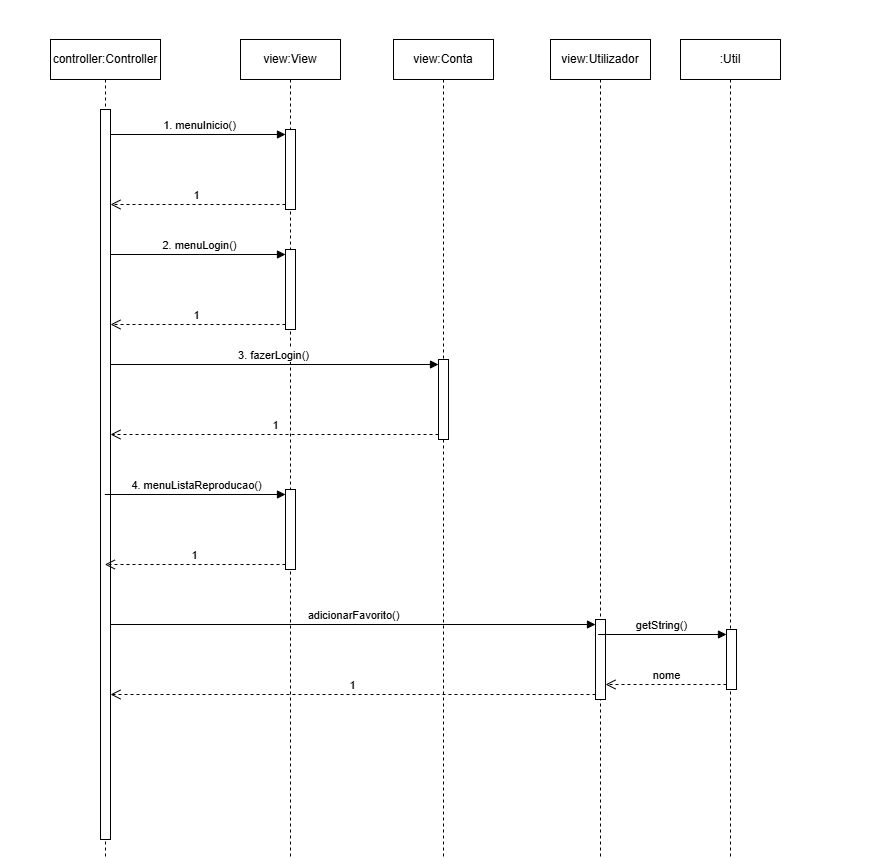 controller:Controller
view:View
view:Conta
view:Utilizador
:Util
1. menuInicio()
1
2. menuLogin()
1
3. fazerLogin()
1
4. menuListaReproducao()
1
adicionarFavorito()
getString()
nome
1